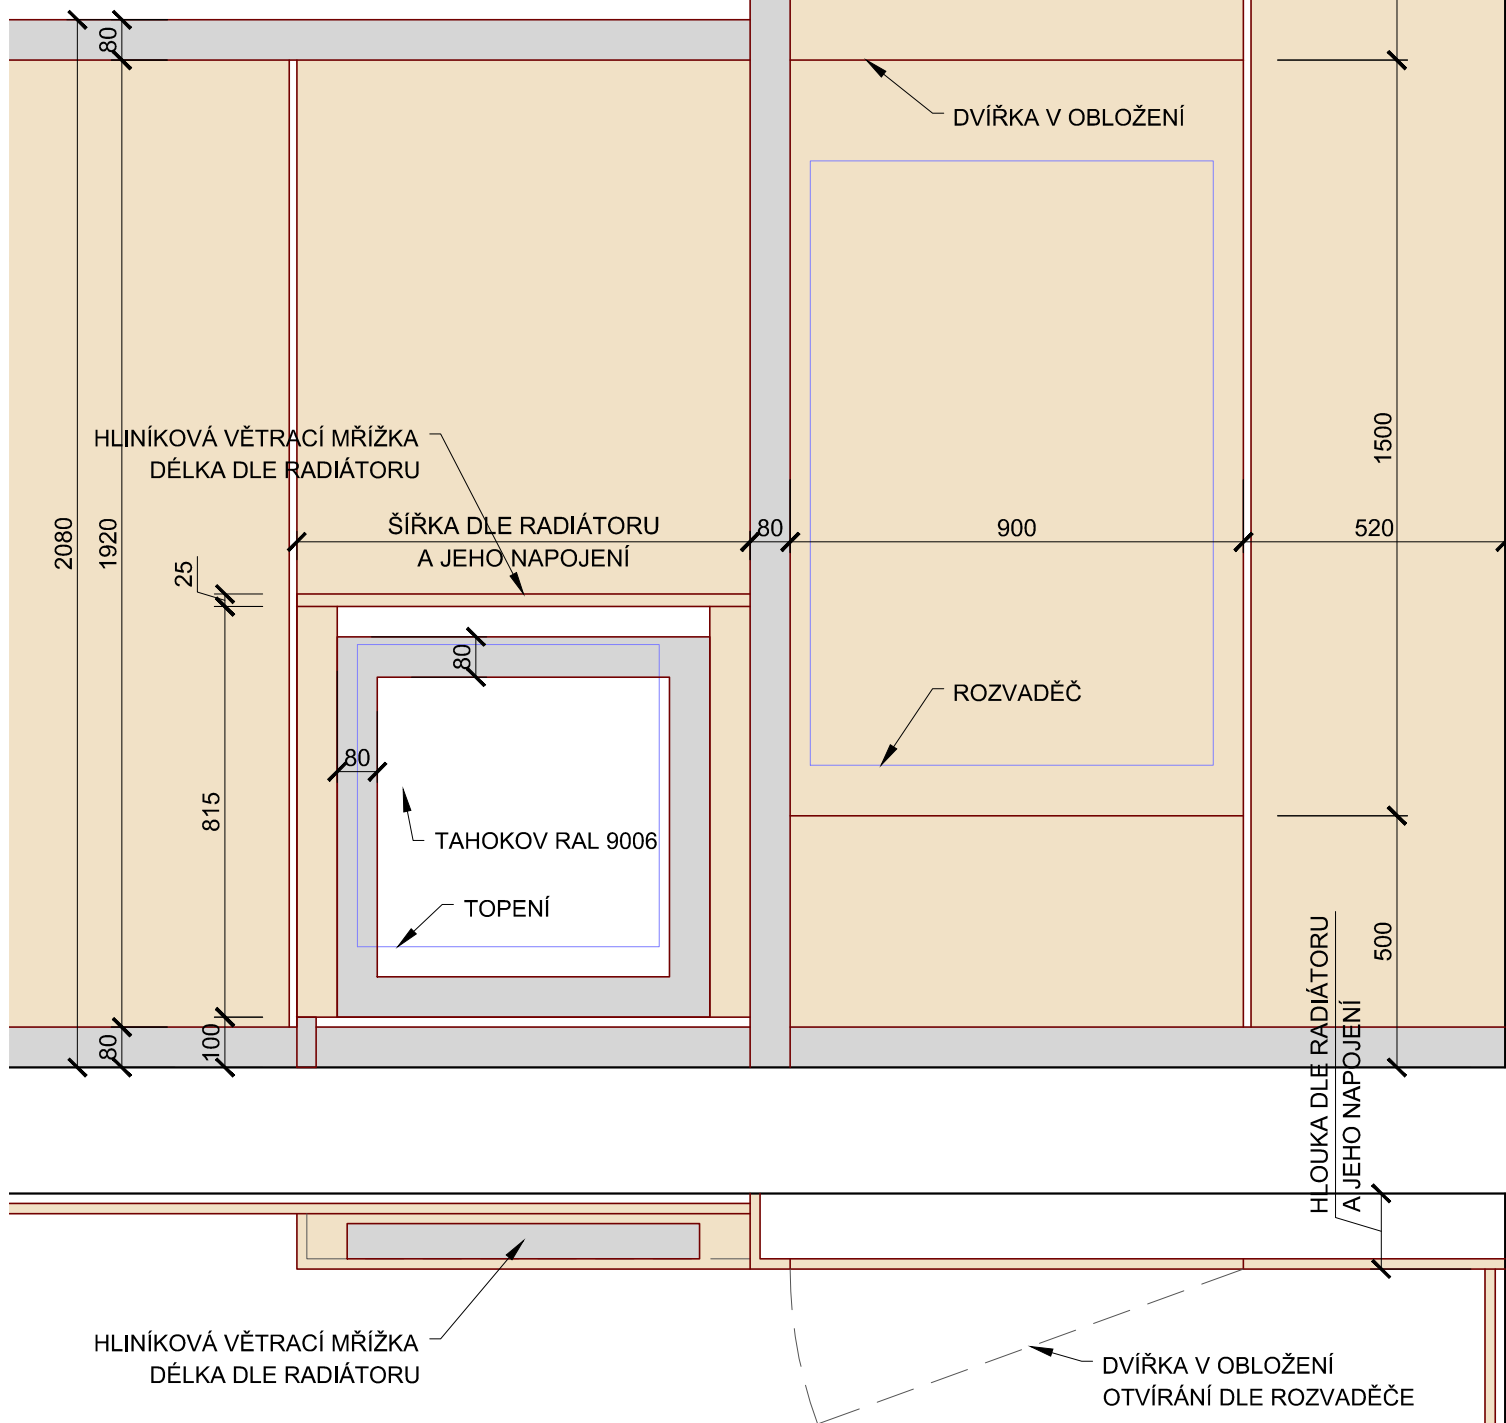 80
DVÍŘKA V OBLOŽENÍ
HLINÍKOVÁ VĚTRACÍ MŘÍŽKA
DÉLKA DLE RADIÁTORU
1500
2080
1920
ŠÍŘKA DLE RADIÁTORU
A JEHO NAPOJENÍ
80
900
520
25
80
ROZVADĚČ
80
815
TAHOKOV RAL 9006
TOPENÍ
500
80
100
HLOUKA DLE RADIÁTORU
A JEHO NAPOJENÍ
HLINÍKOVÁ VĚTRACÍ MŘÍŽKA
DÉLKA DLE RADIÁTORU
DVÍŘKA V OBLOŽENÍ
OTVÍRÁNÍ DLE ROZVADĚČE